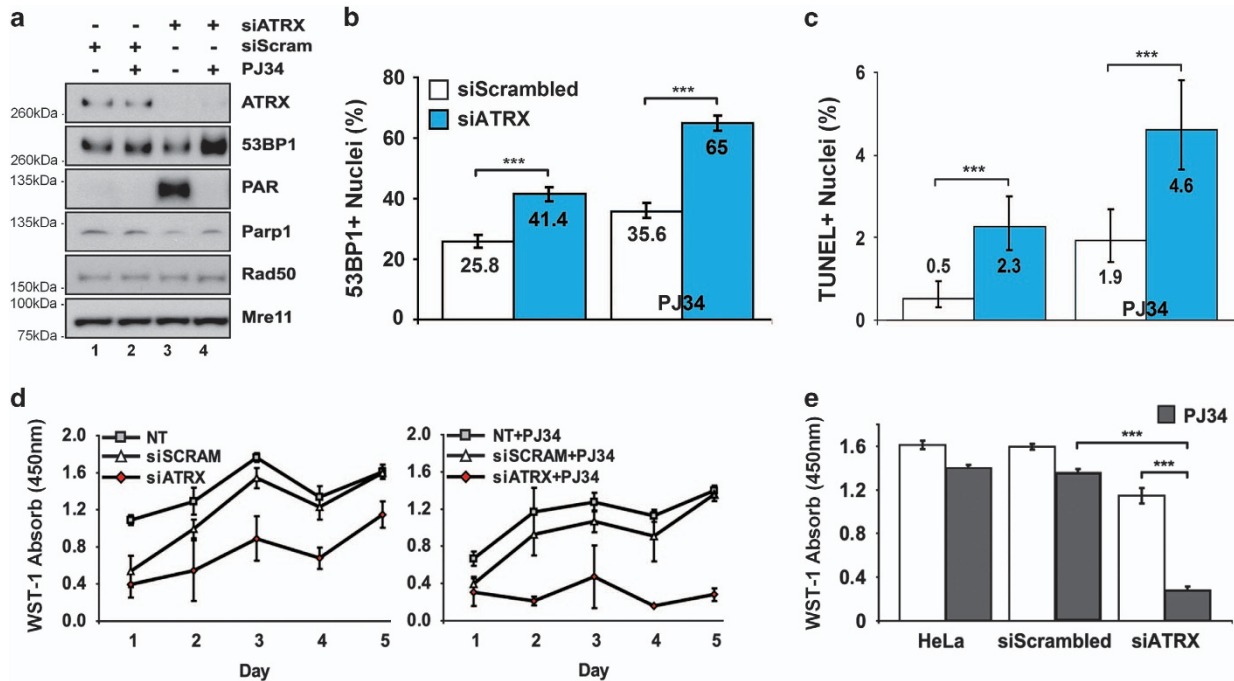 a
- - + + siATRX
+ + - - siScram
- + - + PJ34
260kDa - ATRX
260kDa - 53BP1
135kDa - PAR
135kDa - Parp1
150kDa - Rad50
100kDa - Mre11
75kDa -
1 2 3 4
b
53BP1+ Nuclei (%)
80
60
40
20
0
siScrambled
siATRX
***
***
25.8
41.4
35.6
65
PJ34
c
TUNEL+ Nuclei (%)
6
4
2
0
***
***
0.5
2.3
1.9
4.6
PJ34
d
WST-1 Absorb (450nm)
2.0
1.6
1.2
0.8
0.4
0.0
NT
siSCRAM
siATRX
1 2 3 4 5
Day
2.0
1.6
1.2
0.8
0.4
0.0
NT+PJ34
siSCRAM+PJ34
siATRX+PJ34
1 2 3 4 5
Day
e
WST-1 Absorb (450nm)
2.0
1.6
1.2
0.8
0.4
0
PJ34
***
***
HeLa siScrambled siATRX